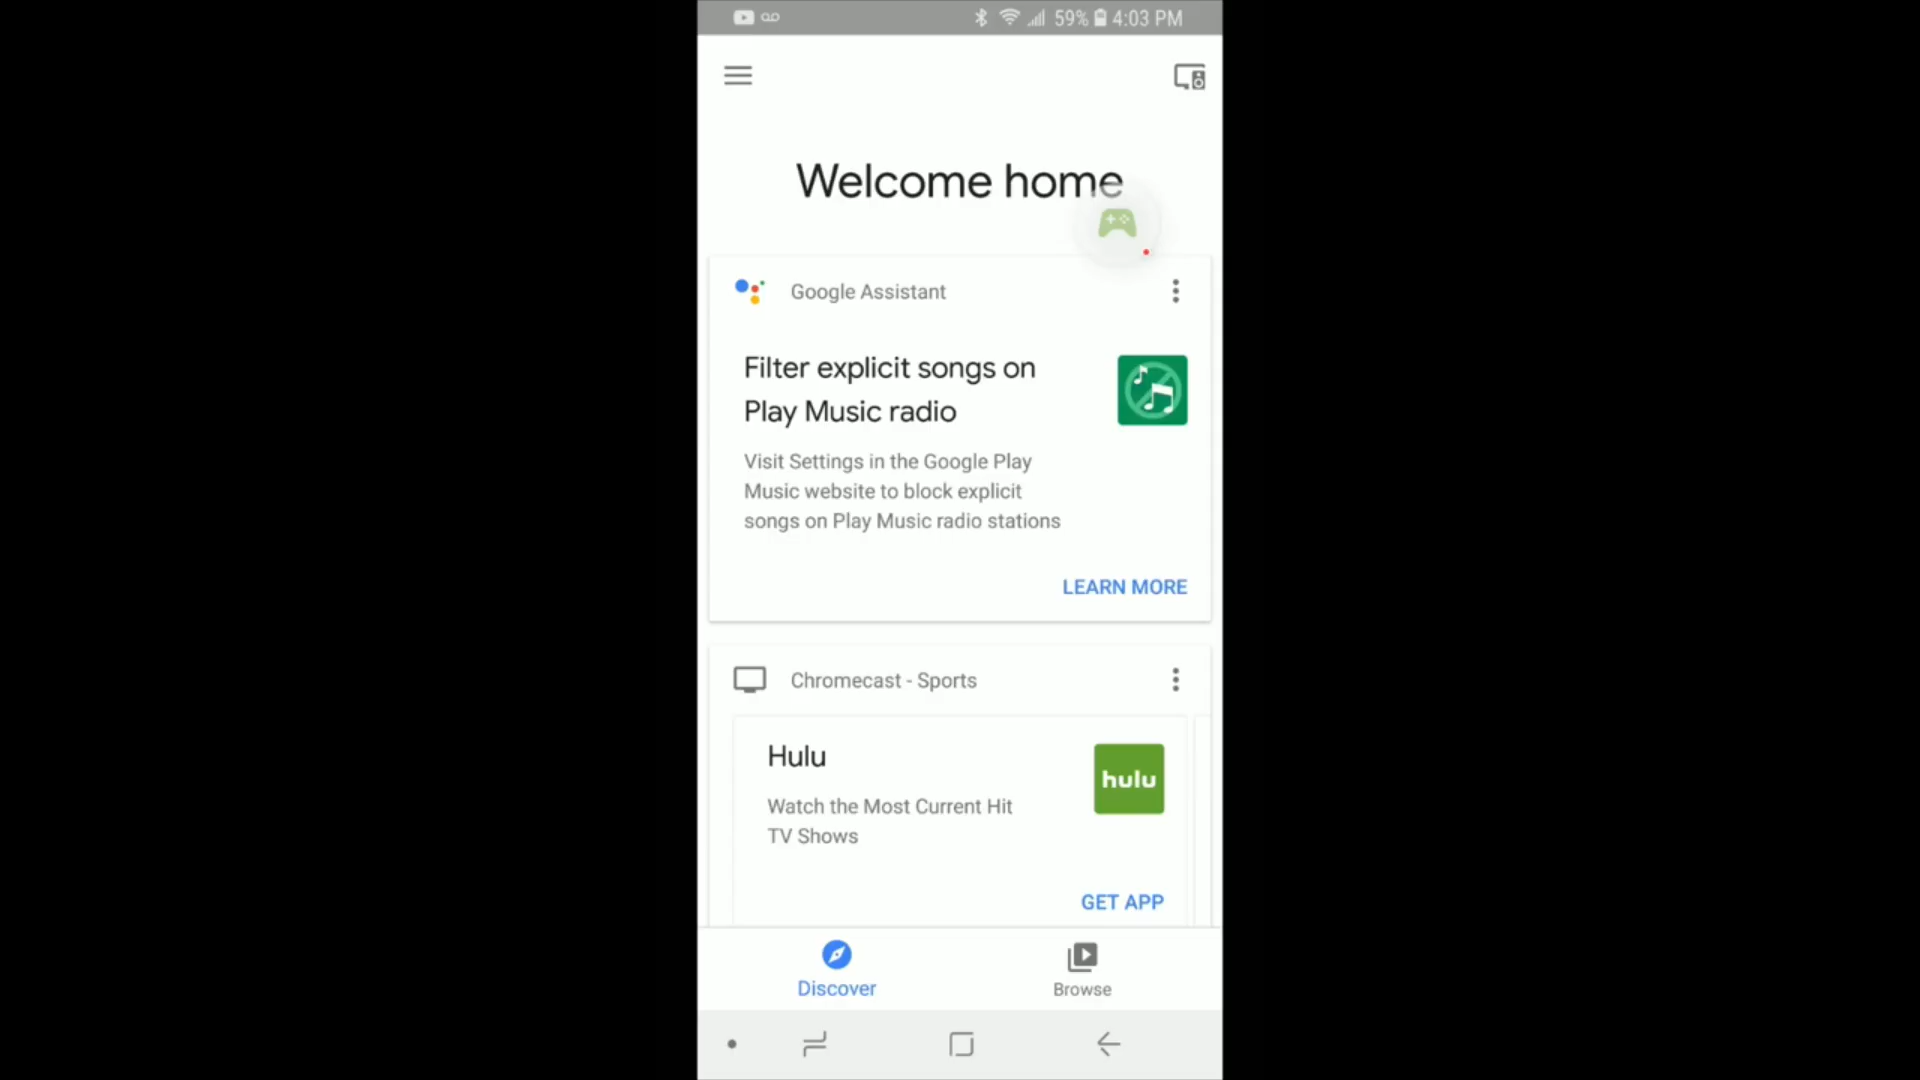 59% 4:03 PM
Welcome home
Google Assistant
Filter explicit songs on
Play Music radio
Visit Settings in the Google Play
Music website to block explicit
songs on Play Music radio stations
LEARN MORE
Chromecast - Sports
Hulu
hulu
Watch the Most Current Hit
TV Shows
GET APP
Discover
Browse